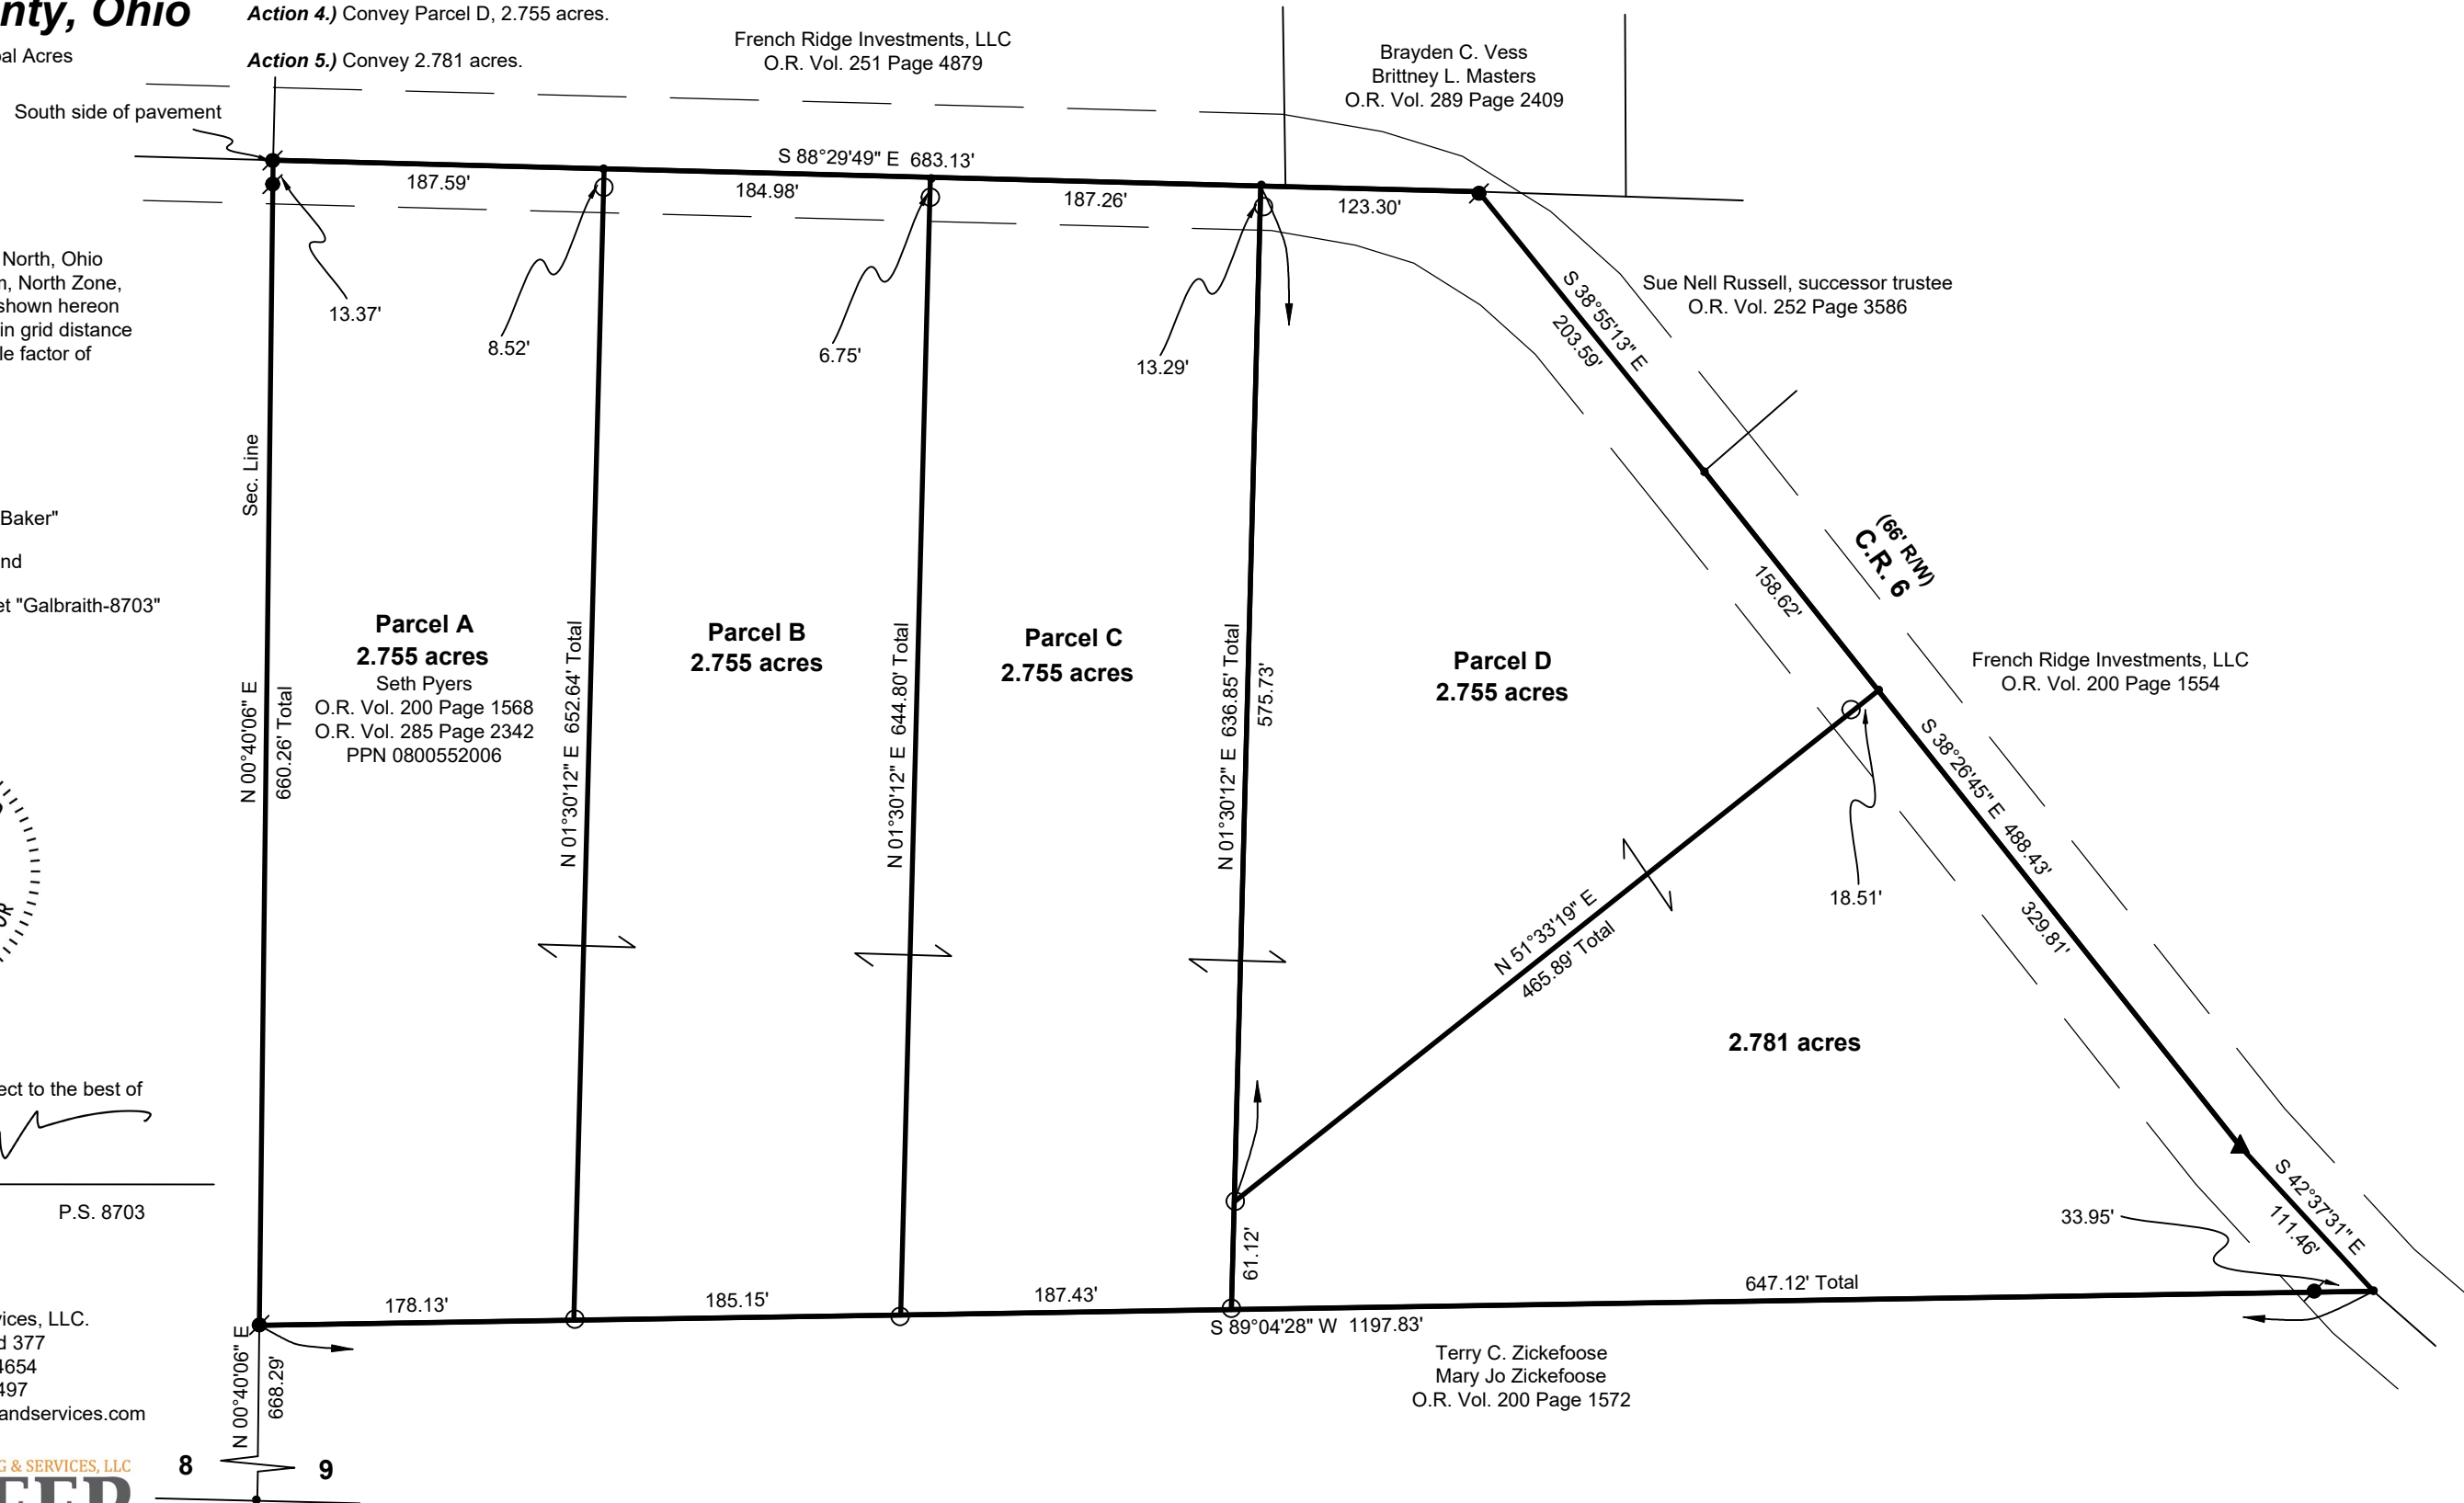 nty, Ohio
al Acres
Action 4.) Convey Parcel D, 2.755 acres.
Action 5.) Convey 2.781 acres.
French Ridge Investments, LLC
O.R. Vol. 251 Page 4879
Brayden C. Vess
Brittney L. Masters
O.R. Vol. 289 Page 2409
South side of pavement
S 88°29'49" E 683.13'
187.59'
184.98'
187.26'
123.30'
13.37'
8.52'
6.75'
13.29'
North, Ohio
, North Zone,
shown hereon
in grid distance
le factor of
S 38°55'13" E
203.59'
Sue Nell Russell, successor trustee
O.R. Vol. 252 Page 3586
Sec. Line
Baker"
nd
et "Galbraith-8703"
(66' R/W)
C.R. 6
158.62'
N 00°40'06" E
660.26' Total
Parcel A
2.755 acres
Seth Pyers
O.R. Vol. 200 Page 1568
O.R. Vol. 285 Page 2342
PPN 0800552006
N 01°30'12" E 652.64' Total
Parcel B
2.755 acres
N 01°30'12" E 644.80' Total
Parcel C
2.755 acres
N 01°30'12" E 636.85' Total
575.73'
Parcel D
2.755 acres
French Ridge Investments, LLC
O.R. Vol. 200 Page 1554
S 38°26'45" E 488.43'
329.81'
18.51'
N 51°33'19" E
465.89' Total
2.781 acres
OR
ect to the best of
P.S. 8703
61.12'
33.95'
S 42°37'31" E
111.46'
178.13'
185.15'
187.43'
647.12' Total
S 89°04'28" W 1197.83'
Terry C. Zickefoose
Mary Jo Zickefoose
O.R. Vol. 200 Page 1572
vices, LLC.
d 377
4654
497
andservices.com
N 00°40'06" E
668.29'
8
9
G & SERVICES, LLC
EER